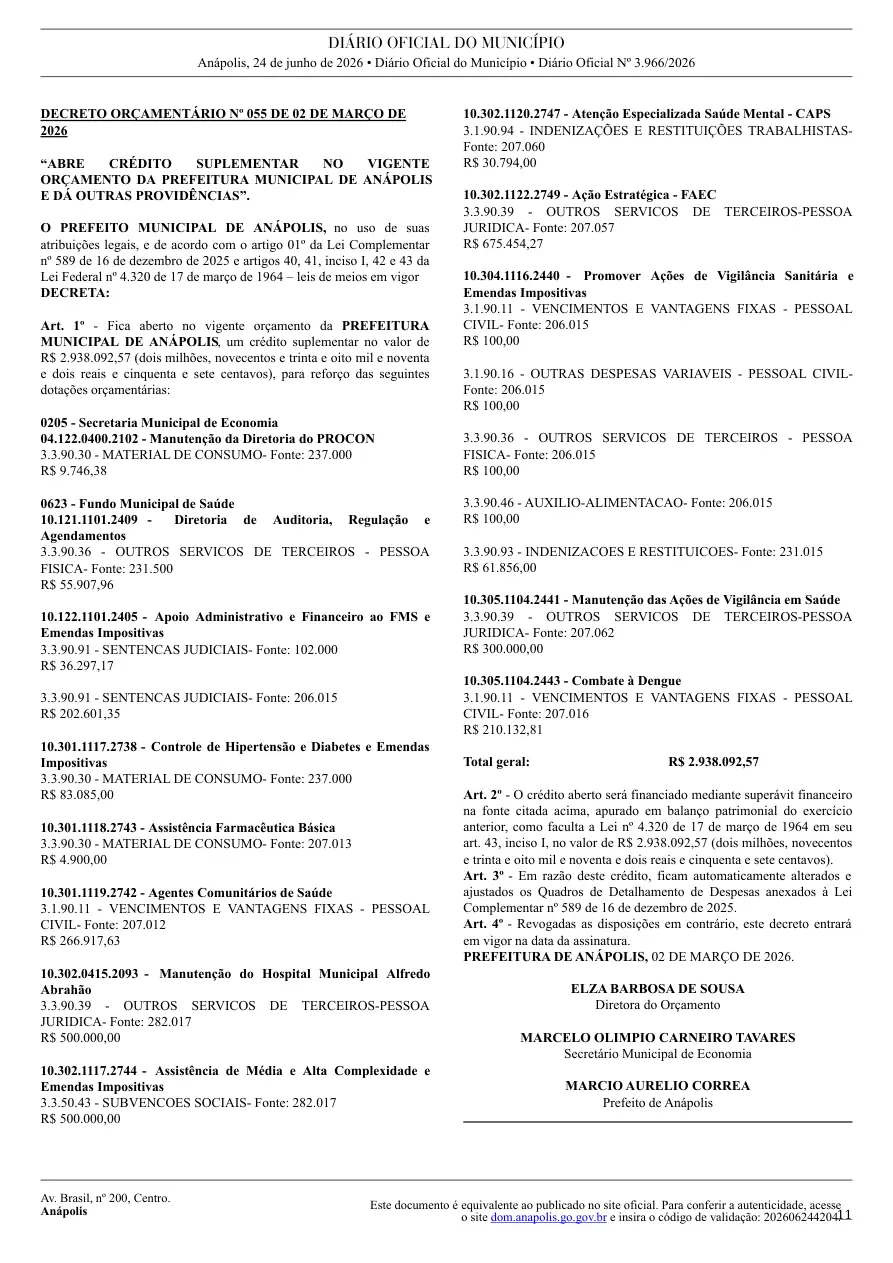 DIÁRIO OFICIAL DO MUNICÍPIO
Anápolis, 24 de junho de 2026 • Diário Oficial do Município • Diário Oficial Nº 3.966/2026
DECRETO ORÇAMENTÁRIO Nº 055 DE 02 DE MARÇO DE
2026
“ABRE CRÉDITO SUPLEMENTAR NO VIGENTE
ORÇAMENTO DA PREFEITURA MUNICIPAL DE ANÁPOLIS
E DÁ OUTRAS PROVIDÊNCIAS”.
O PREFEITO MUNICIPAL DE ANÁPOLIS, no uso de suas
atribuições legais, e de acordo com o artigo 01º da Lei Complementar
nº 589 de 16 de dezembro de 2025 e artigos 40, 41, inciso I, 42 e 43 da
Lei Federal nº 4.320 de 17 de março de 1964 – leis de meios em vigor
DECRETA:
Art. 1º - Fica aberto no vigente orçamento da PREFEITURA
MUNICIPAL DE ANÁPOLIS, um crédito suplementar no valor de
R$ 2.938.092,57 (dois milhões, novecentos e trinta e oito mil e noventa
e dois reais e cinquenta e sete centavos), para reforço das seguintes
dotações orçamentárias:
0205 - Secretaria Municipal de Economia
04.122.0400.2102 - Manutenção da Diretoria do PROCON
3.3.90.30 - MATERIAL DE CONSUMO- Fonte: 237.000
R$ 9.746,38
0623 - Fundo Municipal de Saúde
10.121.1101.2409 - Diretoria de Auditoria, Regulação e
Agendamentos
3.3.90.36 - OUTROS SERVICOS DE TERCEIROS - PESSOA
FISICA- Fonte: 231.500
R$ 55.907,96
10.122.1101.2405 - Apoio Administrativo e Financeiro ao FMS e
Emendas Impositivas
3.3.90.91 - SENTENCAS JUDICIAIS- Fonte: 102.000
R$ 36.297,17
3.3.90.91 - SENTENCAS JUDICIAIS- Fonte: 206.015
R$ 202.601,35
10.301.1117.2738 - Controle de Hipertensão e Diabetes e Emendas
Impositivas
3.3.90.30 - MATERIAL DE CONSUMO- Fonte: 237.000
R$ 83.085,00
10.301.1118.2743 - Assistência Farmacêutica Básica
3.3.90.30 - MATERIAL DE CONSUMO- Fonte: 207.013
R$ 4.900,00
10.301.1119.2742 - Agentes Comunitários de Saúde
3.1.90.11 - VENCIMENTOS E VANTAGENS FIXAS - PESSOAL
CIVIL- Fonte: 207.012
R$ 266.917,63
10.302.0415.2093 - Manutenção do Hospital Municipal Alfredo
Abrahão
3.3.90.39 - OUTROS SERVICOS DE TERCEIROS-PESSOA
JURIDICA- Fonte: 282.017
R$ 500.000,00
10.302.1117.2744 - Assistência de Média e Alta Complexidade e
Emendas Impositivas
3.3.50.43 - SUBVENCOES SOCIAIS- Fonte: 282.017
R$ 500.000,00
10.302.1120.2747 - Atenção Especializada Saúde Mental - CAPS
3.1.90.94 - INDENIZAÇÕES E RESTITUIÇÕES TRABALHISTAS-
Fonte: 207.060
R$ 30.794,00
10.302.1122.2749 - Ação Estratégica - FAEC
3.3.90.39 - OUTROS SERVICOS DE TERCEIROS-PESSOA
JURIDICA- Fonte: 207.057
R$ 675.454,27
10.304.1116.2440 - Promover Ações de Vigilância Sanitária e
Emendas Impositivas
3.1.90.11 - VENCIMENTOS E VANTAGENS FIXAS - PESSOAL
CIVIL- Fonte: 206.015
R$ 100,00
3.1.90.16 - OUTRAS DESPESAS VARIAVEIS - PESSOAL CIVIL-
Fonte: 206.015
R$ 100,00
3.3.90.36 - OUTROS SERVICOS DE TERCEIROS - PESSOA
FISICA- Fonte: 206.015
R$ 100,00
3.3.90.46 - AUXILIO-ALIMENTACAO- Fonte: 206.015
R$ 100,00
3.3.90.93 - INDENIZACOES E RESTITUICOES- Fonte: 231.015
R$ 61.856,00
10.305.1104.2441 - Manutenção das Ações de Vigilância em Saúde
3.3.90.39 - OUTROS SERVICOS DE TERCEIROS-PESSOA
JURIDICA- Fonte: 207.062
R$ 300.000,00
10.305.1104.2443 - Combate à Dengue
3.1.90.11 - VENCIMENTOS E VANTAGENS FIXAS - PESSOAL
CIVIL- Fonte: 207.016
R$ 210.132,81
Total geral: R$ 2.938.092,57
Art. 2º - O crédito aberto será financiado mediante superávit financeiro
na fonte citada acima, apurado em balanço patrimonial do exercício
anterior, como faculta a Lei nº 4.320 de 17 de março de 1964 em seu
art. 43, inciso I, no valor de R$ 2.938.092,57 (dois milhões, novecentos
e trinta e oito mil e noventa e dois reais e cinquenta e sete centavos).
Art. 3º - Em razão deste crédito, ficam automaticamente alterados e
ajustados os Quadros de Detalhamento de Despesas anexados à Lei
Complementar nº 589 de 16 de dezembro de 2025.
Art. 4º - Revogadas as disposições em contrário, este decreto entrará
em vigor na data da assinatura.
PREFEITURA DE ANÁPOLIS, 02 DE MARÇO DE 2026.
ELZA BARBOSA DE SOUSA
Diretora do Orçamento
MARCELO OLIMPIO CARNEIRO TAVARES
Secretário Municipal de Economia
MARCIO AURELIO CORREA
Prefeito de Anápolis
Av. Brasil, nº 200, Centro.
Anápolis
Este documento é equivalente ao publicado no site oficial. Para conferir a autenticidade, acesse
o site dom.anapolis.go.gov.br e insira o código de validação:
11